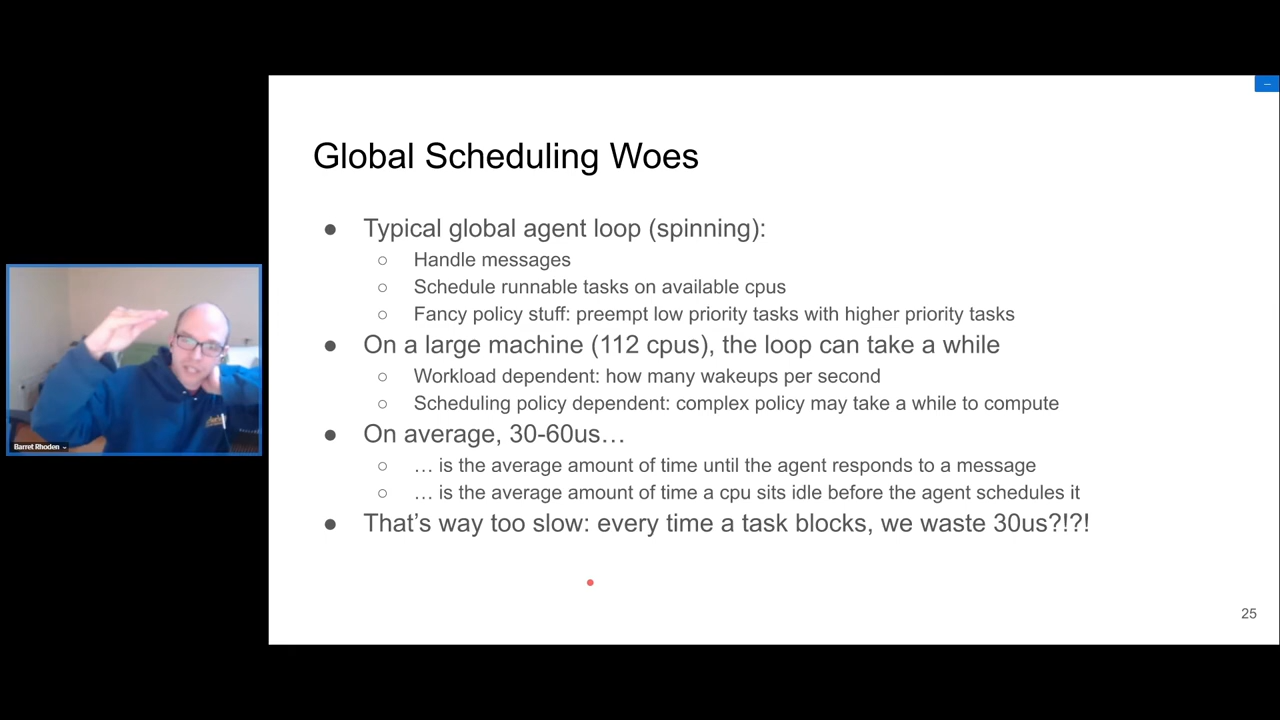 Global Scheduling Woes
● Typical global agent loop (spinning):
○ Handle messages
○ Schedule runnable tasks on available cpus
○ Fancy policy stuff: preempt low priority tasks with higher priority tasks
● On a large machine (112 cpus), the loop can take a while
○ Workload dependent: how many wakeups per second
○ Scheduling policy dependent: complex policy may take a while to compute
● On average, 30-60us…
○ … is the average amount of time until the agent responds to a message
○ … is the average amount of time a cpu sits idle before the agent schedules it
● That’s way too slow: every time a task blocks, we waste 30us?!?!
25
Barret Rhoden